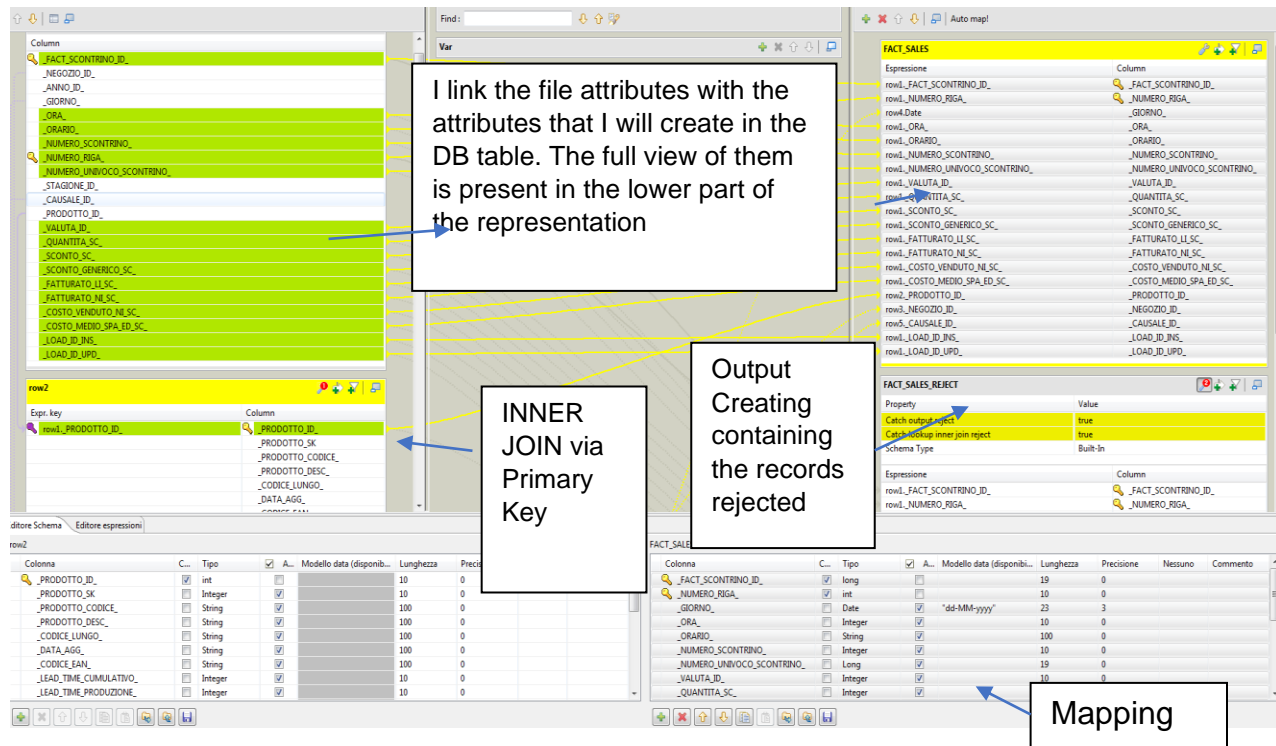 Find :
Auto map!
Column
_FACT_SCONTRINO_ID_
_NEGOZIO_ID_
_ANNO_ID_
_GIORNO_
_ORA_
_ORARIO_
_NUMERO_SCONTRINO_
_NUMERO_RIGA_
_NUMERO_UNIVOCO_SCONTRINO_
_STAGIONE_ID_
_CAUSALE_ID_
_PRODOTTO_ID_
_VALUTA_ID_
_QUANTITA_SC_
_SCONTO_SC_
_SCONTO_GENERICO_SC_
_FATTURATO_LI_SC_
_FATTURATO_NI_SC_
_COSTO_VENDUTO_NI_SC_
_COSTO_MEDIO_SPA_ED_SC_
_LOAD_ID_INS_
_LOAD_ID_UPD_
Var
I link the file attributes with the
attributes that I will create in the
DB table. The full view of them
is present in the lower part of
the representation
FACT_SALES
Espressione Column
row1._FACT_SCONTRINO_ID_ _FACT_SCONTRINO_ID_
row1._NUMERO_RIGA_ _NUMERO_RIGA_
row4.Date _GIORNO_
row1._ORA_ _ORA_
row1._ORARIO_ _ORARIO_
row1._NUMERO_SCONTRINO_ _NUMERO_SCONTRINO_
row1._NUMERO_UNIVOCO_SCONTRINO_ _NUMERO_UNIVOCO_SCONTRINO_
row1._VALUTA_ID_ _VALUTA_ID_
row1._QUANTITA_SC_ _QUANTITA_SC_
row1._SCONTO_SC_ _SCONTO_SC_
row1._SCONTO_GENERICO_SC_ _SCONTO_GENERICO_SC_
row1._FATTURATO_LI_SC_ _FATTURATO_LI_SC_
row1._FATTURATO_NI_SC_ _FATTURATO_NI_SC_
row1._COSTO_VENDUTO_NI_SC_ _COSTO_VENDUTO_NI_SC_
row1._COSTO_MEDIO_SPA_ED_SC_ _COSTO_MEDIO_SPA_ED_SC_
row2._PRODOTTO_ID_ _PRODOTTO_ID_
row3._NEGOZIO_ID_ _NEGOZIO_ID_
row5._CAUSALE_ID_ _CAUSALE_ID_
row1._LOAD_ID_INS_ _LOAD_ID_INS_
row1._LOAD_ID_UPD_ _LOAD_ID_UPD_
row2
Expr. key Column
row1._PRODOTTO_ID_ _PRODOTTO_ID_
_PRODOTTO_SK
_PRODOTTO_CODICE_
_PRODOTTO_DESC_
_CODICE_LUNGO_
_DATA_AGG_
_CODICE_EAN_
INNER
JOIN via
Primary
Key
Output
Creating
containing
the records
rejected
FACT_SALES_REJECT
Property Value
Catch output reject true
Catch lookup inner join reject true
Schema Type Built-In
Espressione Column
row1._FACT_SCONTRINO_ID_ _FACT_SCONTRINO_ID_
row1._NUMERO_RIGA_ _NUMERO_RIGA_
ditore Schema Editore espressioni
row2
Colonna C... Tipo A... Modello data (disponib... Lunghezza Precis
_PRODOTTO_ID_ int 10 0
_PRODOTTO_SK Integer 10 0
_PRODOTTO_CODICE_ String 100 0
_PRODOTTO_DESC_ String 100 0
_CODICE_LUNGO_ String 100 0
_DATA_AGG_ String 100 0
_CODICE_EAN_ String 100 0
_LEAD_TIME_CUMULATIVO_ Integer 10 0
_LEAD_TIME_PRODUZIONE_ Integer 10 0
FACT_SALE
Colonna C... Tipo A... Modello data (disponibi... Lunghezza Precisione Nessuno Commento
_FACT_SCONTRINO_ID_ long 19 0
_NUMERO_RIGA_ int 10 0
_GIORNO_ Date "dd-MM-yyyy" 23 3
_ORA_ Integer 10 0
_ORARIO_ String 100 0
_NUMERO_SCONTRINO_ Integer 10 0
_NUMERO_UNIVOCO_SCONTRINO_ Long 19 0
_VALUTA_ID_ Integer 10 0
_QUANTITA_SC_ Integer
Mapping